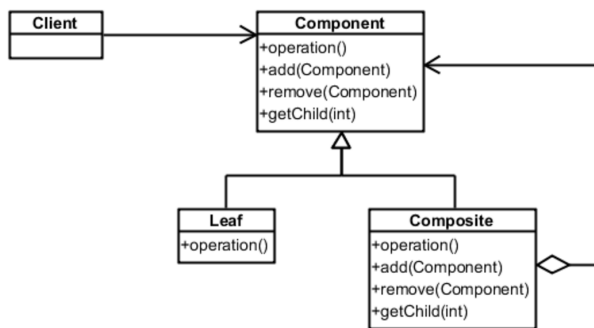 Client
Component
+operation()
+add(Component)
+remove(Component)
+getChild(int)
Leaf
+operation()
Composite
+operation()
+add(Component)
+remove(Component)
+getChild(int)